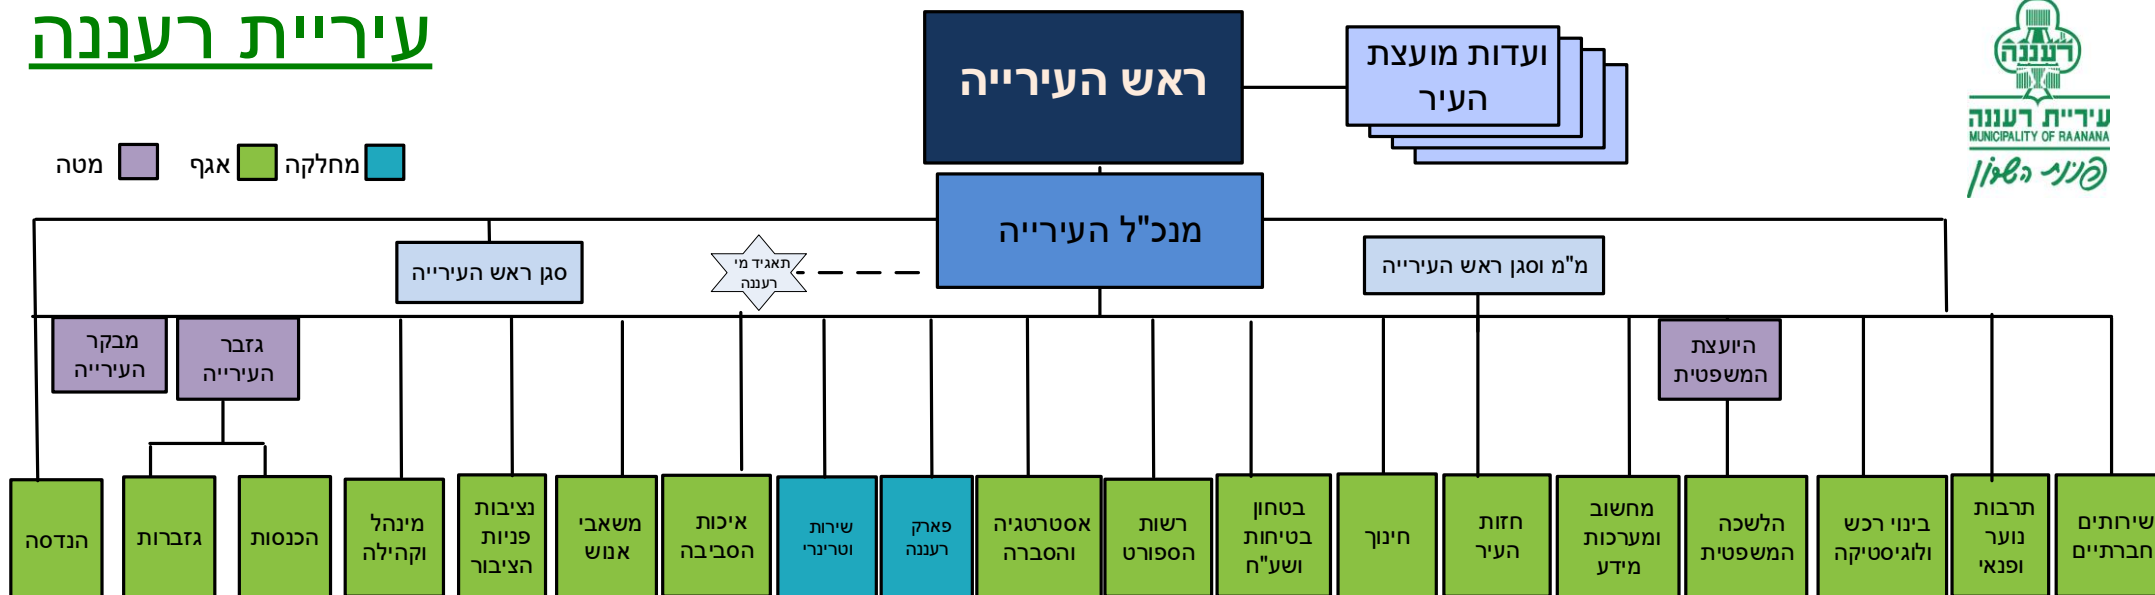 עיריית רעננה
ראש העירייה
ועדות מועצת
העיר
רעננה
עיריית רעננה
MUNICIPALITY OF RAANANA
פנינת השרון
מחלקה
אגף
מטה
מנכ"ל העירייה
מ"מ וסגן ראש העירייה
תאגיד מי
רעננה
סגן ראש העירייה
היועצת
המשפטית
גזבר
העירייה
מבקר
העירייה
שירותים
חברתיים
תרבות
נוער
ופנאי
בינוי רכש
ולוגיסטיקה
הלשכה
המשפטית
מחשוב
ומערכות
מידע
חזות
העיר
חינוך
בטחון
בטיחות
ושע"ח
רשות
הספורט
אסטרטגיה
והסברה
פארק
רעננה
שירות
וטרינרי
איכות
הסביבה
משאבי
אנוש
נציבות
פניות
הציבור
מינהל
וקהילה
הכנסות
גזברות
הנדסה